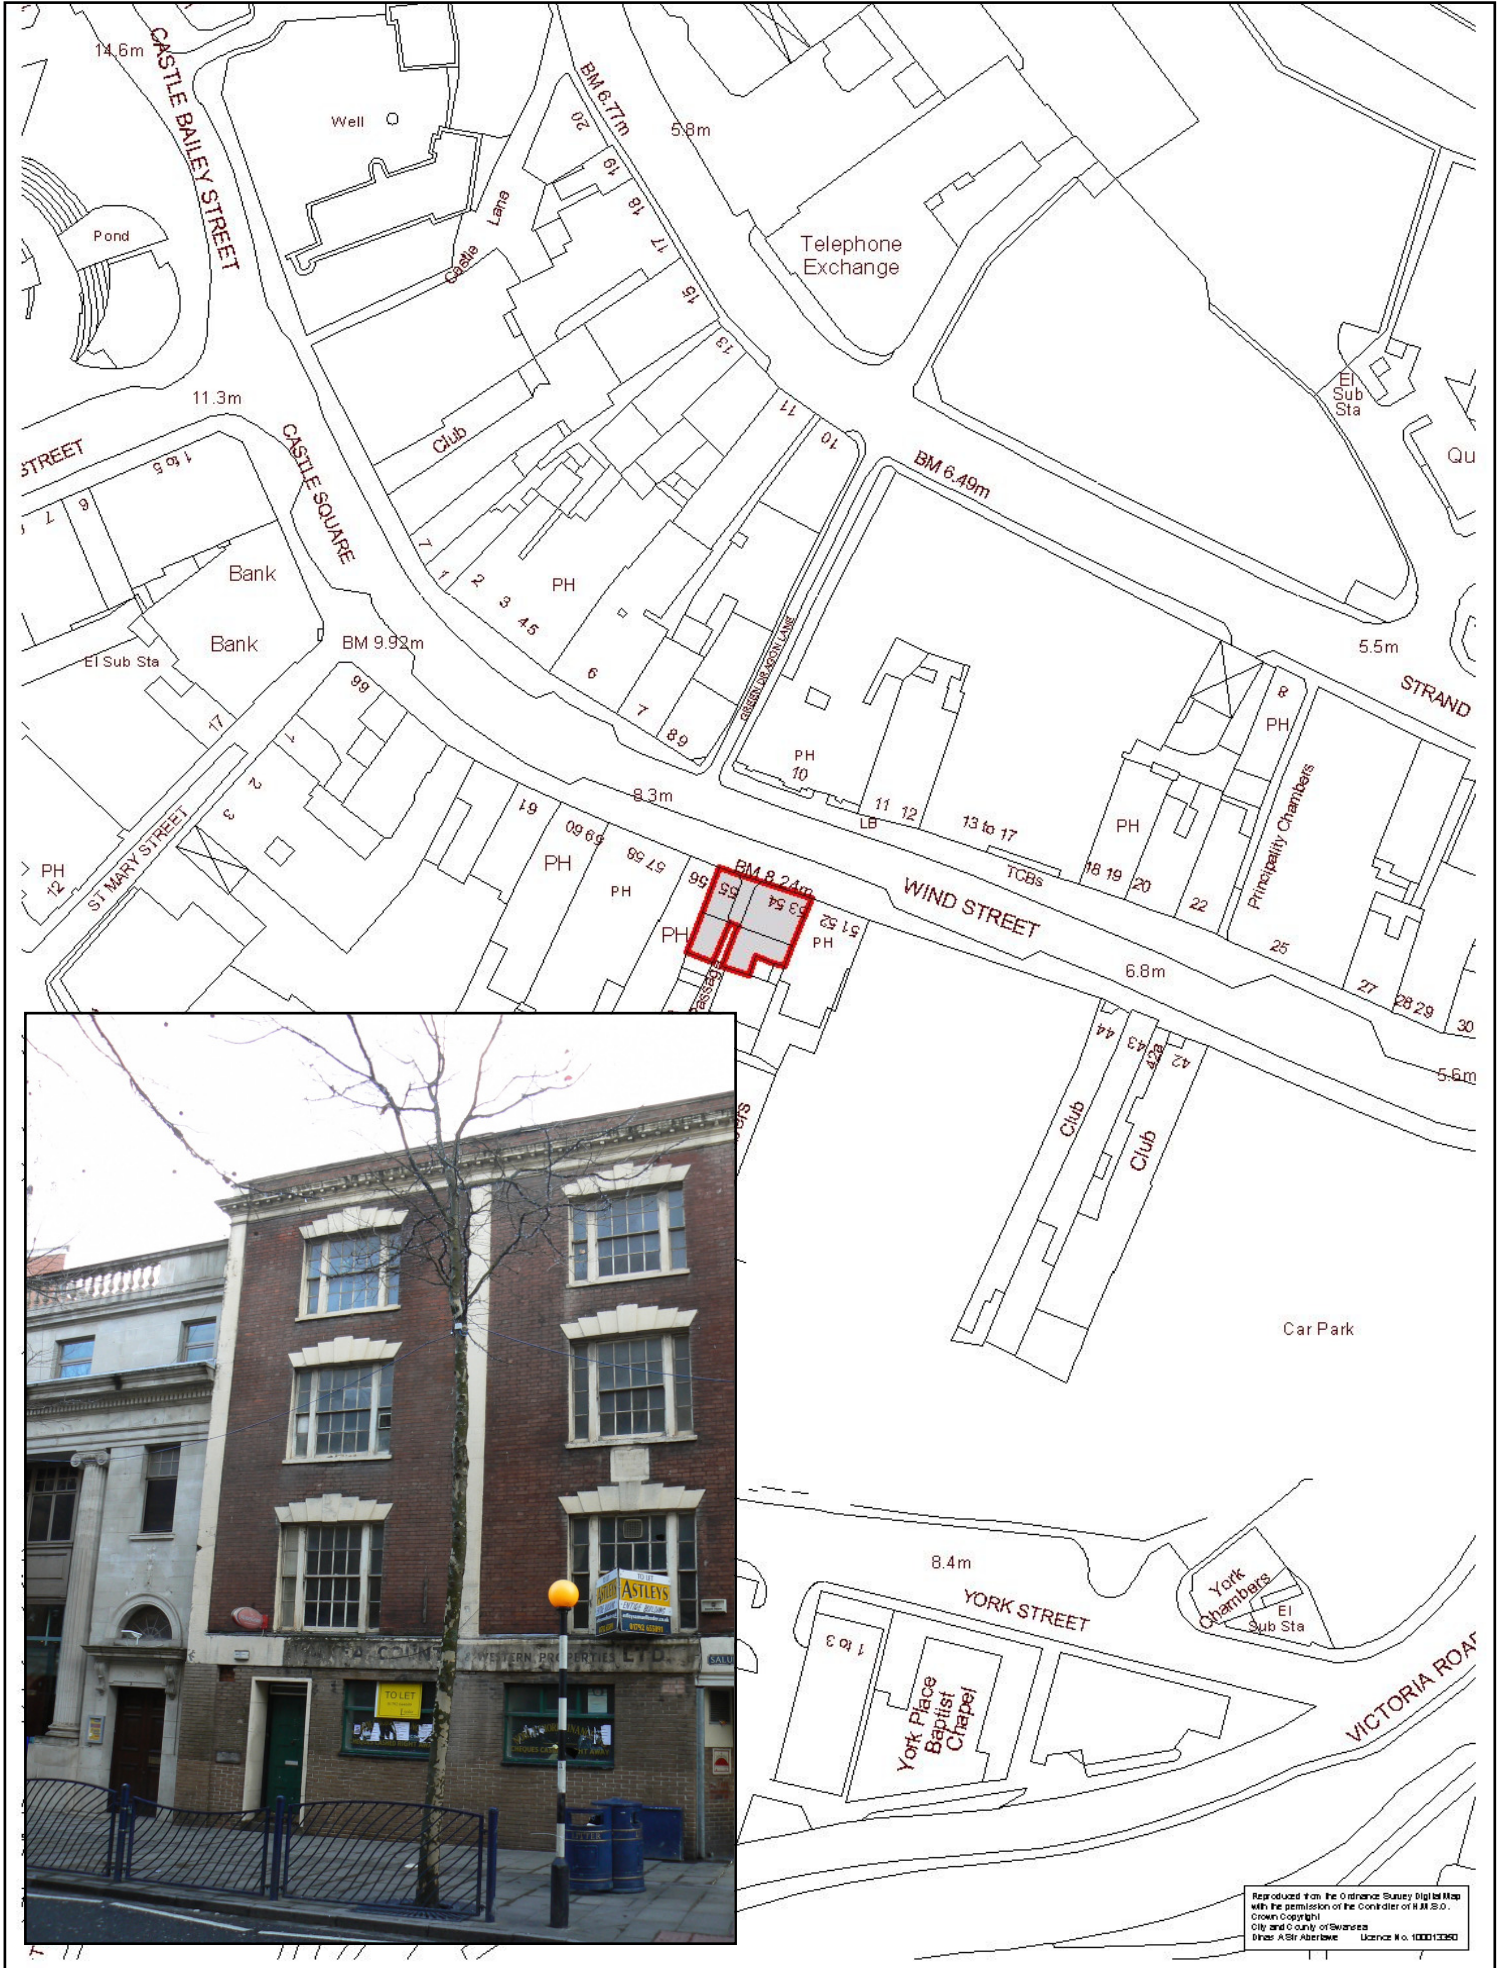 14.6m
CASTLE BAILEY STREET
Well
BM 6.77m
5.8m
20
19
18
17
15
13
11
10
Castle Lane
Pond
Telephone
Exchange
El
Sub
Sta
Qu
11.3m
STREET
1 to 5
6
7
CASTLE SQUARE
Club
BM 6.49m
Bank
Bank
7
1
2
3
4 5
PH
6
7
8 9
GREEN DRAGON LANE
El Sub Sta
BM 9.92m
66
17
1
2
3
ST MARY STREET
PH
12
5.5m
STRAND
8
PH
Principality Chambers
PH
10
11
12
LB
13 to 17
TCBs
PH
18 19
20
22
25
27
28 29
30
8.3m
61
59 60
PH
57 58
PH
56
55
BM 8.24m
53 54
51 52
PH
PH
WIND STREET
6.8m
5.6m
44
43
42a
42
Club
Club
Car Park
8.4m
YORK STREET
York
Chambers
El
Sub Sta
1 to 3
York Place
Baptist
Chapel
VICTORIA ROAD
TO LET
ASTLEYS
ENTIRE BUILDING
WESTERN PROPERTIES LTD
TO LET
LITTER
Reproduced from the Ordnance Survey Digital Map
with the permission of the Controller of H.M.S.O.
Crown Copyright
City and County of Swansea
Dinas A Sir Abertawe Licence No. 100013390